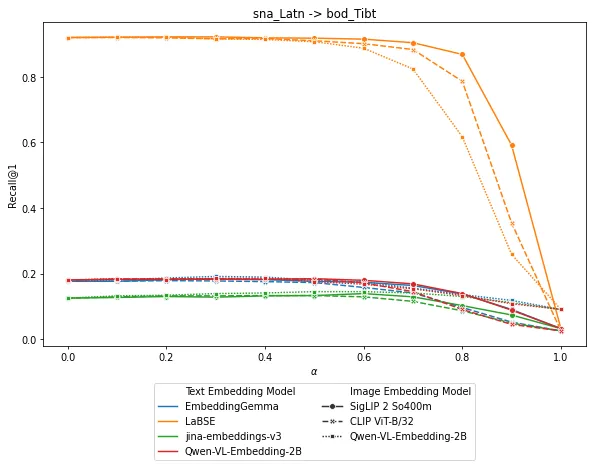 sna_Latn -> bod_Tibt
Recall@1
0.8
0.6
0.4
0.2
0.0
0.0 0.2 0.4 0.6 0.8 1.0
α
Text Embedding Model
EmbeddingGemma
LaBSE
jina-embeddings-v3
Qwen-VL-Embedding-2B
Image Embedding Model
SigLIP 2 So400m
CLIP ViT-B/32
Qwen-VL-Embedding-2B